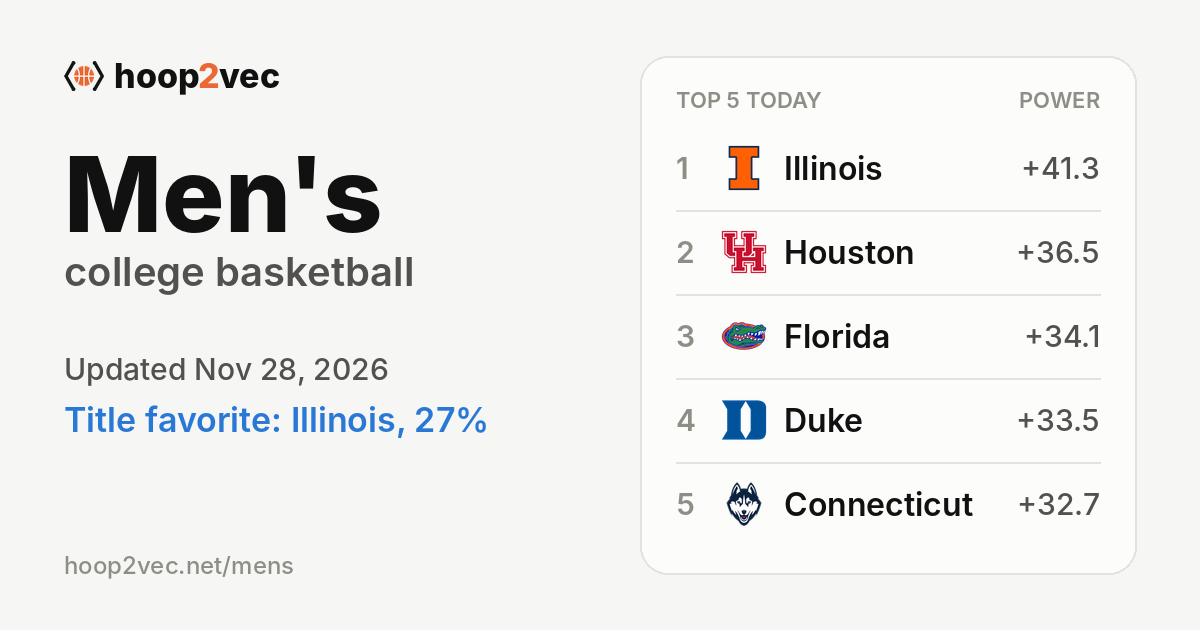 hoop2vec
Men's
college basketball
Updated Nov 28, 2026
Title favorite: Illinois, 27%
hoop2vec.net/mens
TOP 5 TODAY POWER
1 Illinois +41.3
2 Houston +36.5
3 Florida +34.1
4 Duke +33.5
5 Connecticut +32.7